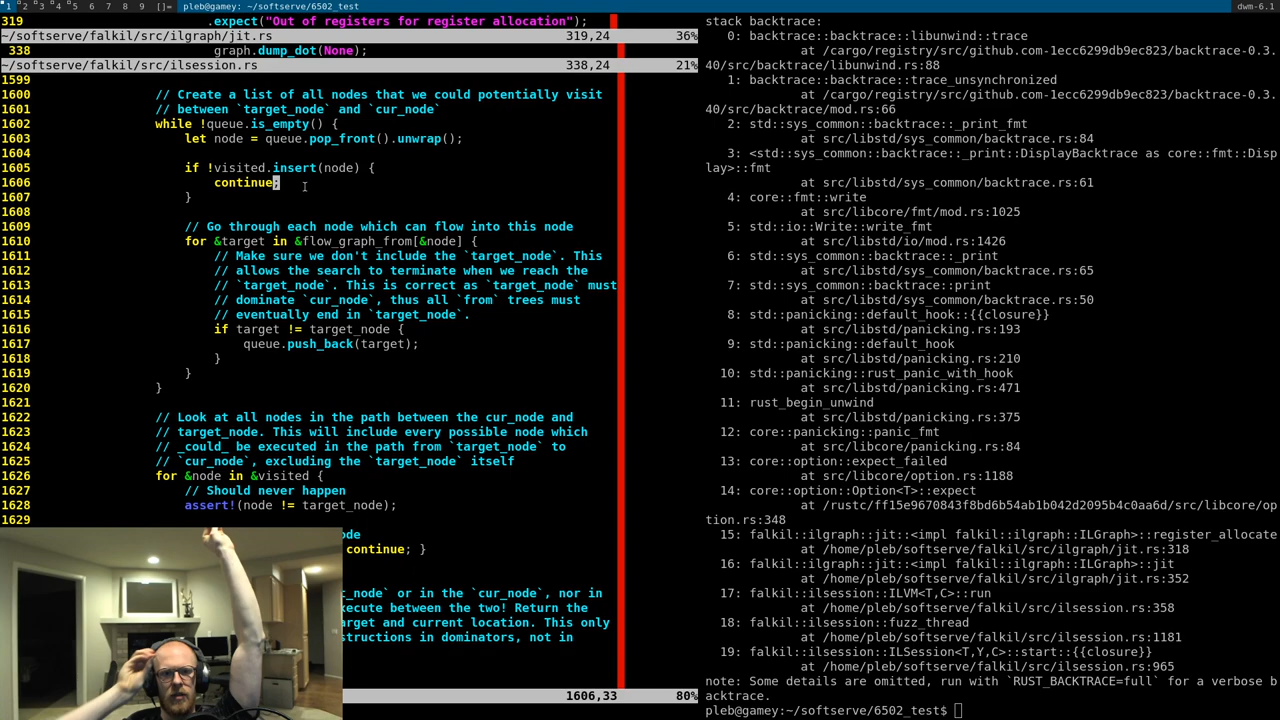 1 2 3 4 5 6 7 8 9 []= pleb@gamey:~/softserve/6502_test dwm-6.1
319 .expect("Out of registers for register allocation");
~/softserve/falkil/src/ilgraph/jit.rs 319,24 36%
338 graph.dump_dot(None);
~/softserve/falkil/src/ilsession.rs 338,24 21%
1599
1600 // Create a list of all nodes that we could potentially visit
1601 // between `target_node` and `cur_node`
1602 while !queue.is_empty() {
1603 let node = queue.pop_front().unwrap();
1604
1605 if !visited.insert(node) {
1606 continue;
1607 }
1608
1609 // Go through each node which can flow into this node
1610 for &target in &flow_graph_from[&node] {
1611 // Make sure we don't include the `target_node`. This
1612 // allows the search to terminate when we reach the
1613 // `target_node`. This is correct as `target_node` must
1614 // dominate `cur_node`, thus all `from` trees must
1615 // eventually end in `target_node`.
1616 if target != target_node {
1617 queue.push_back(target);
1618 }
1619 }
1620 }
1621
1622 // Look at all nodes in the path between the cur_node and
1623 // target_node. This will include every possible node which
1624 // _could_ be executed in the path from `target_node` to
1625 // `cur_node`, excluding the `target_node` itself
1626 for &node in &visited {
1627 // Should never happen
1628 assert!(node != target_node);
1629
de
continue; }
t_node` or in the `cur_node`, nor in
xecute between the two! Return the
arget and current location. This only
structions in dominators, not in
1606,33 80%
stack backtrace:
0: backtrace::backtrace::libunwind::trace
at /cargo/registry/src/github.com-1ecc6299db9ec823/backtrace-0.3.
40/src/backtrace/libunwind.rs:88
1: backtrace::backtrace::trace_unsynchronized
at /cargo/registry/src/github.com-1ecc6299db9ec823/backtrace-0.3.
40/src/backtrace/mod.rs:66
2: std::sys_common::backtrace::_print_fmt
at src/libstd/sys_common/backtrace.rs:84
3: <std::sys_common::backtrace::_print::DisplayBacktrace as core::fmt::Disp
lay>::fmt
at src/libstd/sys_common/backtrace.rs:61
4: core::fmt::write
at src/libcore/fmt/mod.rs:1025
5: std::io::Write::write_fmt
at src/libstd/io/mod.rs:1426
6: std::sys_common::backtrace::_print
at src/libstd/sys_common/backtrace.rs:65
7: std::sys_common::backtrace::print
at src/libstd/sys_common/backtrace.rs:50
8: std::panicking::default_hook::{{closure}}
at src/libstd/panicking.rs:193
9: std::panicking::default_hook
at src/libstd/panicking.rs:210
10: std::panicking::rust_panic_with_hook
at src/libstd/panicking.rs:471
11: rust_begin_unwind
at src/libstd/panicking.rs:375
12: core::panicking::panic_fmt
at src/libcore/panicking.rs:84
13: core::option::expect_failed
at src/libcore/option.rs:1188
14: core::option::Option<T>::expect
at /rustc/ff15e9670843f8bd6b54ab1b042d2095b4c0aa6d/src/libcore/op
tion.rs:348
15: falkil::ilgraph::jit::<impl falkil::ilgraph::ILGraph>::register_allocate
at /home/pleb/softserve/falkil/src/ilgraph/jit.rs:318
16: falkil::ilgraph::jit::<impl falkil::ilgraph::ILGraph>::jit
at /home/pleb/softserve/falkil/src/ilgraph/jit.rs:352
17: falkil::ilsession::ILVM<T,C>::run
at /home/pleb/softserve/falkil/src/ilsession.rs:358
18: falkil::ilsession::fuzz_thread
at /home/pleb/softserve/falkil/src/ilsession.rs:1181
19: falkil::ilsession::ILSession<T,Y,C>::start::{{closure}}
at /home/pleb/softserve/falkil/src/ilsession.rs:965
note: Some details are omitted, run with `RUST_BACKTRACE=full` for a verbose b
acktrace.
pleb@gamey:~/softserve/6502_test$